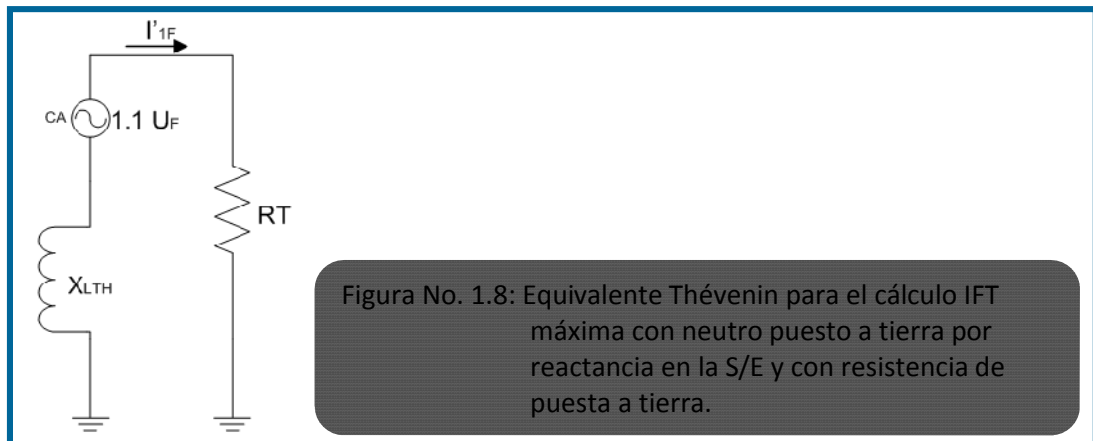 I'1F
CA 1.1 UF
RT
XLTH
Figura No. 1.8: Equivalente Thévenin para el cálculo IFT
máxima con neutro puesto a tierra por
reactancia en la S/E y con resistencia de
puesta a tierra.